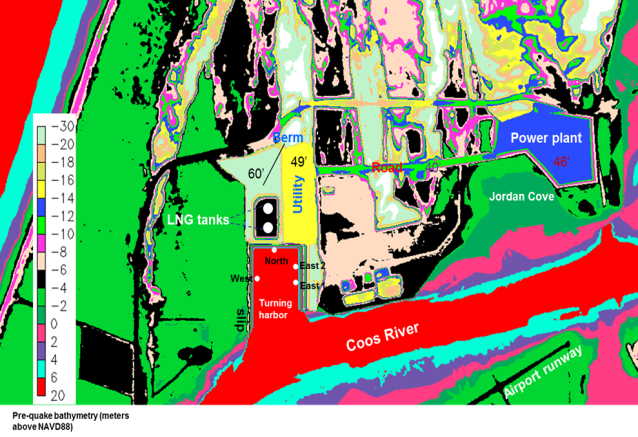 −30
−20
−18
−16
−14
−12
−10
−8
−6
−4
−2
0
2
4
6
20
Berm
60'
49'
Utility
Road
Power plant
46'
Jordan Cove
LNG tanks
North
West
East2
East
Turning
harbor
slip
Coos River
Airport runway
Pre-quake bathymetry (meters
above NAVD88)